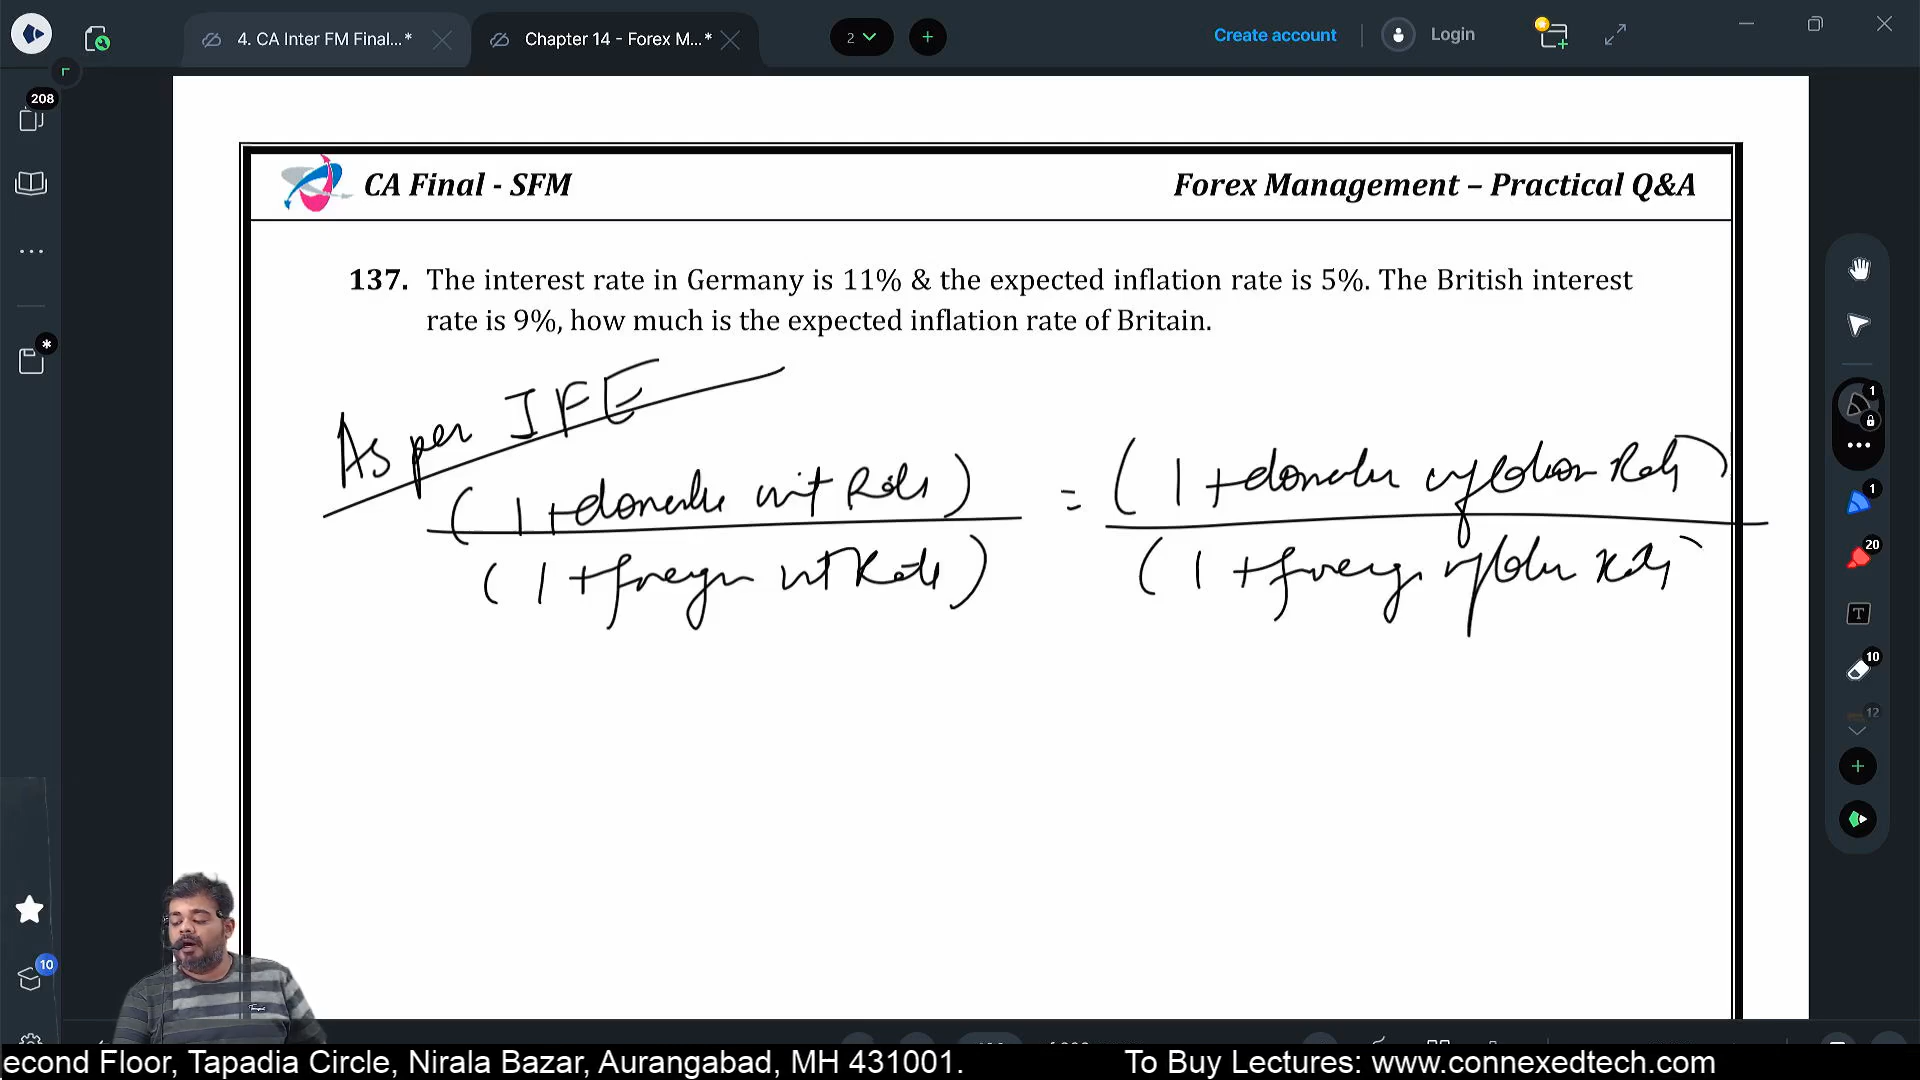 208
4. CA Inter FM Final...*
Chapter 14 - Forex M...*
2
Create account
Login
CA Final - SFM
Forex Management – Practical Q&A
137. The interest rate in Germany is 11% & the expected inflation rate is 5%. The British interest
rate is 9%, how much is the expected inflation rate of Britain.
As per IFE
(1 + domestic int Rate) = (1 + domestic inflation Rate)
(1 + foreign int Rate) (1 + foreign inflation Rate)
1
1
20
T
10
12
10
econd Floor, Tapadia Circle, Nirala Bazar, Aurangabad, MH 431001. To Buy Lectures: www.connexedtech.com